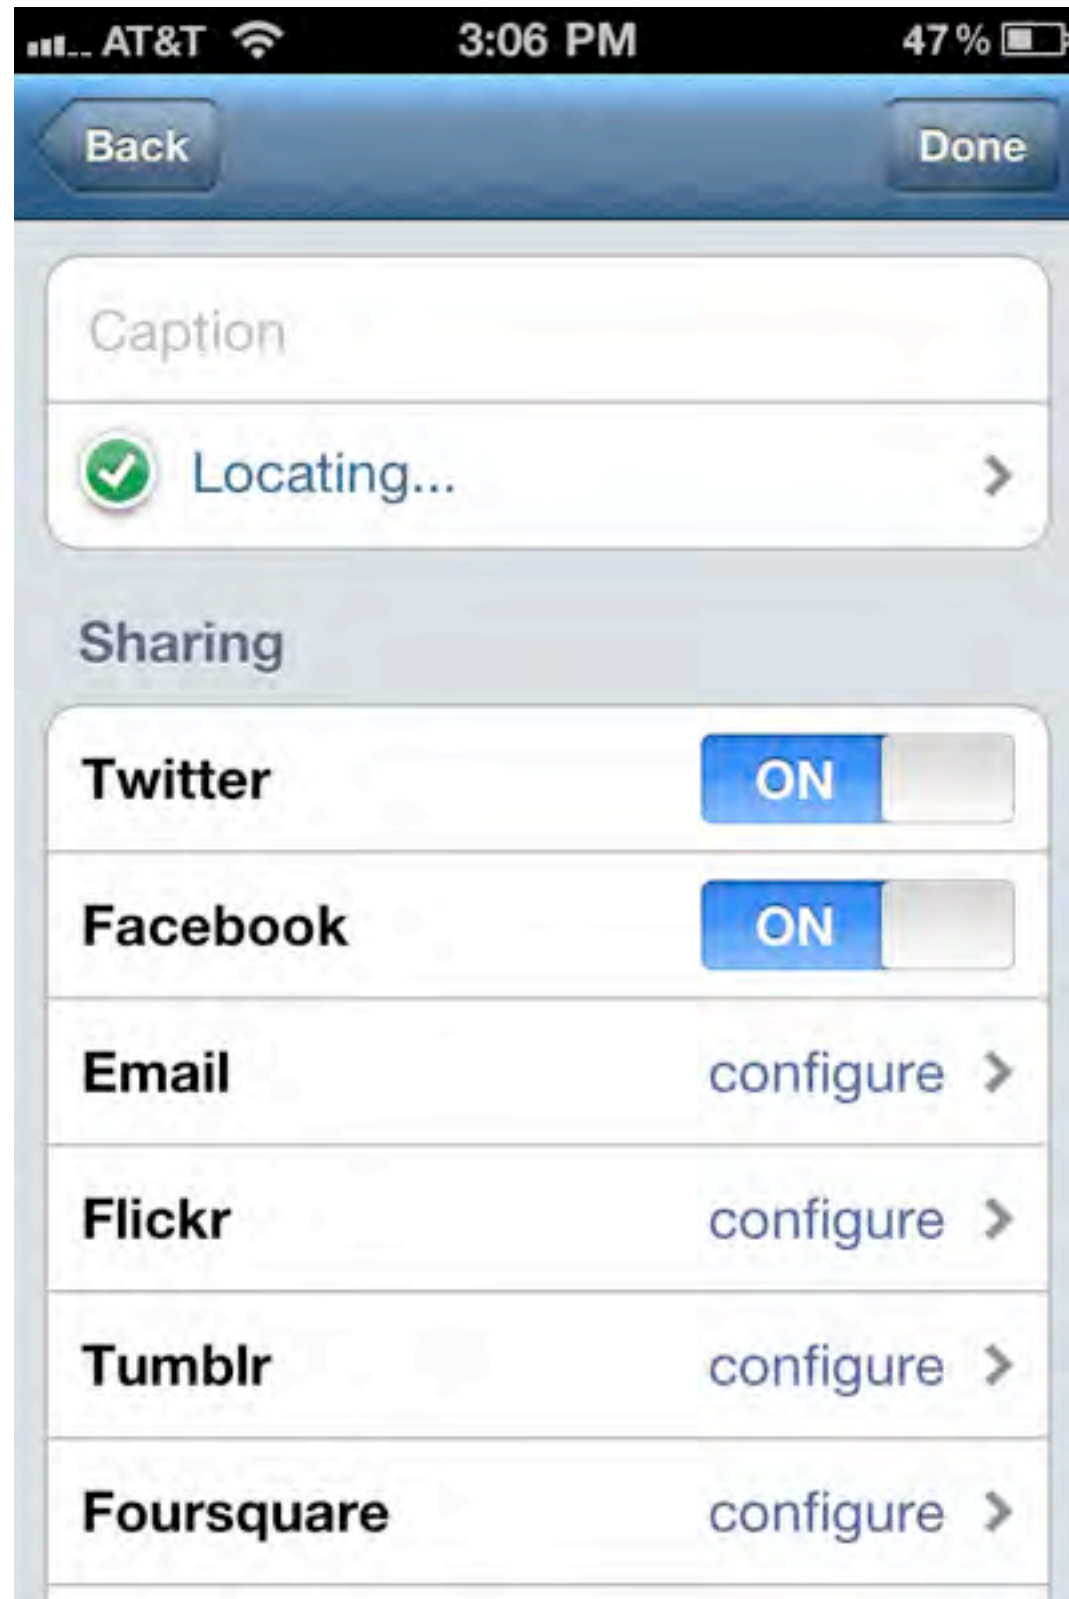 AT&T 3:06 PM 47%
Back Done
Caption
Locating...
Sharing
Twitter ON
Facebook ON
Email configure
Flickr configure
Tumblr configure
Foursquare configure